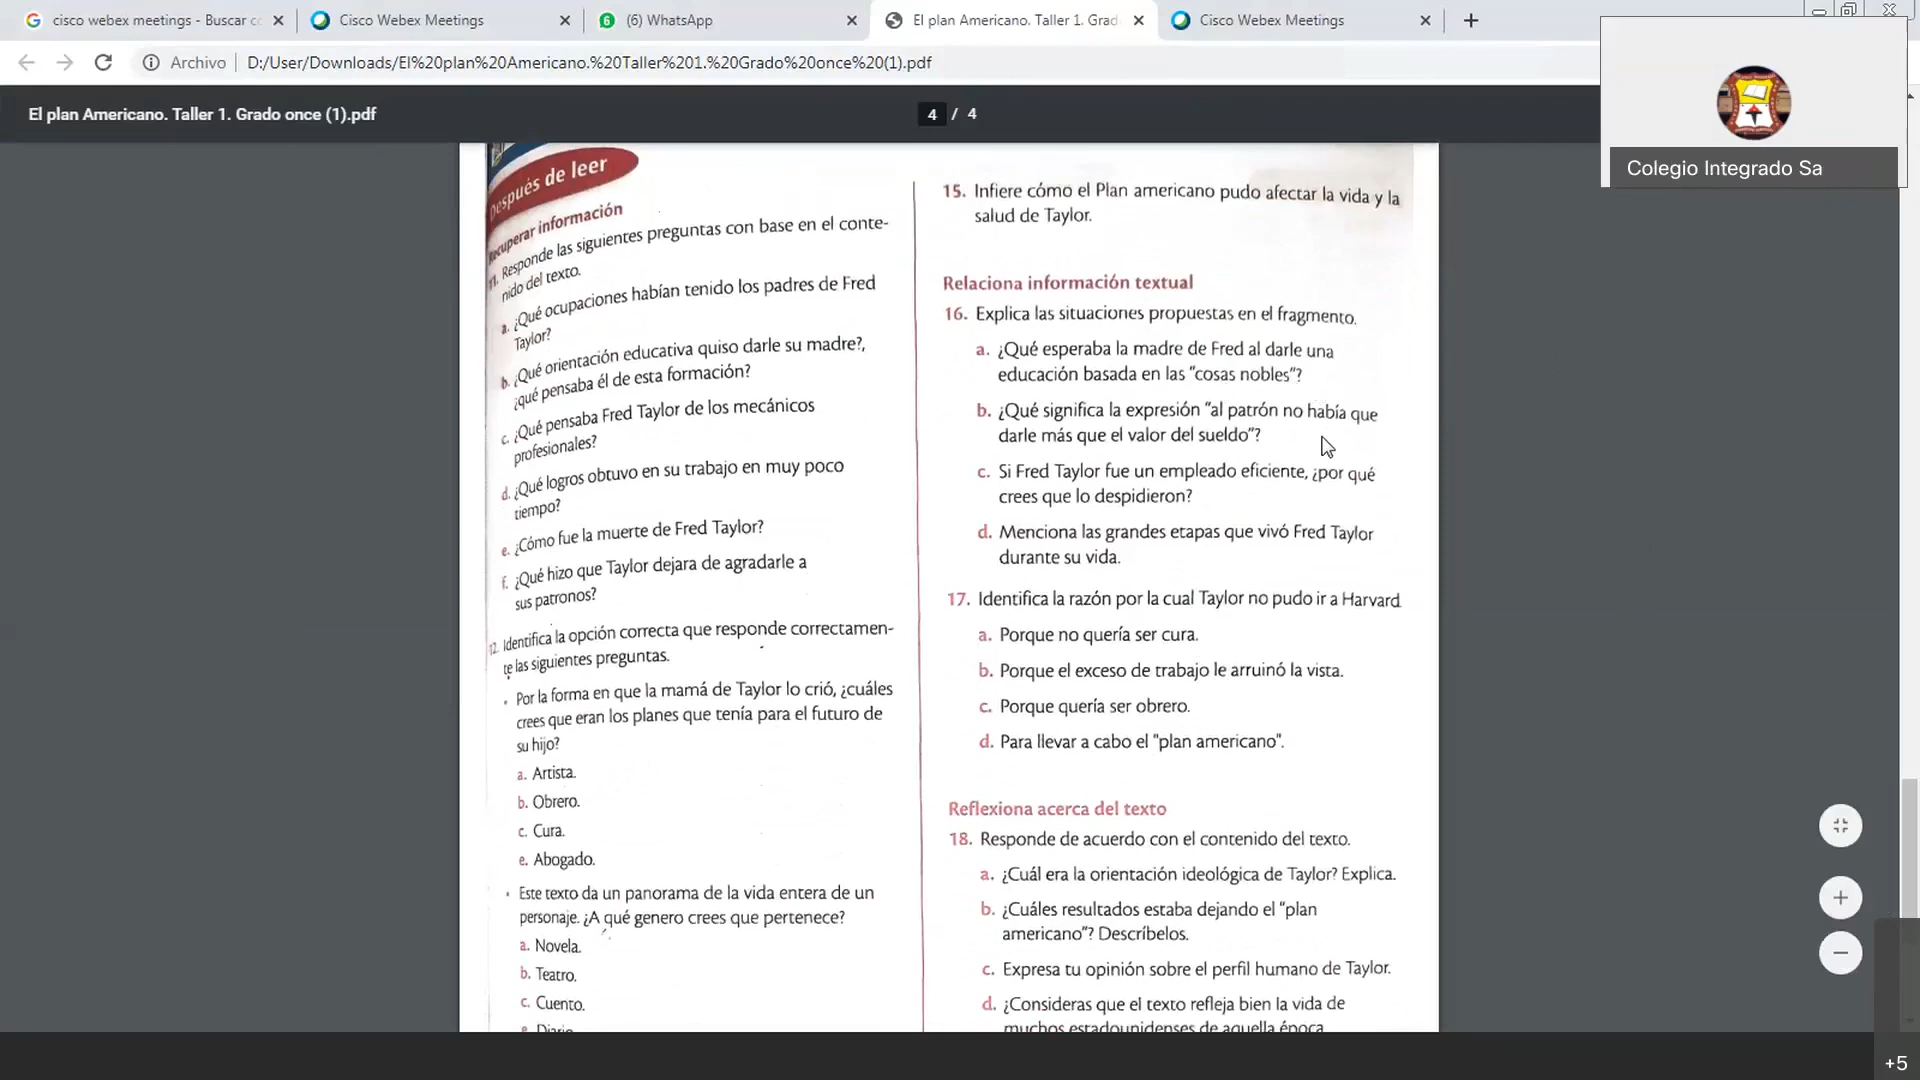 cisco webex meetings - Buscar co
Cisco Webex Meetings
(6) WhatsApp
El plan Americano. Taller 1. Grad
Cisco Webex Meetings
Archivo
D:/User/Downloads/El%20plan%20Americano.%20Taller%201.%20Grado%20once%20(1).pdf
El plan Americano. Taller 1. Grado once (1).pdf
4 / 4
Colegio Integrado Sa
Después de leer
Recuperar información
11. Responde las siguientes preguntas con base en el conte-
nido del texto.
a. ¿Qué ocupaciones habían tenido los padres de Fred
Taylor?
b. ¿Qué orientación educativa quiso darle su madre?,
¿qué pensaba él de esta formación?
c. ¿Qué pensaba Fred Taylor de los mecánicos
profesionales?
d. ¿Qué logros obtuvo en su trabajo en muy poco
tiempo?
e. ¿Cómo fue la muerte de Fred Taylor?
f. ¿Qué hizo que Taylor dejara de agradarle a
sus patronos?
12. Identifica la opción correcta que responde correctamen-
te las siguientes preguntas.
• Por la forma en que la mamá de Taylor lo crió, ¿cuáles
crees que eran los planes que tenía para el futuro de
su hijo?
a. Artista.
b. Obrero.
c. Cura.
e. Abogado.
• Este texto da un panorama de la vida entera de un
personaje. ¿A qué genero crees que pertenece?
a. Novela.
b. Teatro.
c. Cuento.
e. Diario.
15. Infiere cómo el Plan americano pudo afectar la vida y la
salud de Taylor.
Relaciona información textual
16. Explica las situaciones propuestas en el fragmento.
a. ¿Qué esperaba la madre de Fred al darle una
educación basada en las "cosas nobles"?
b. ¿Qué significa la expresión "al patrón no había que
darle más que el valor del sueldo"?
c. Si Fred Taylor fue un empleado eficiente, ¿por qué
crees que lo despidieron?
d. Menciona las grandes etapas que vivó Fred Taylor
durante su vida.
17. Identifica la razón por la cual Taylor no pudo ir a Harvard
a. Porque no quería ser cura.
b. Porque el exceso de trabajo le arruinó la vista.
c. Porque quería ser obrero.
d. Para llevar a cabo el "plan americano".
Reflexiona acerca del texto
18. Responde de acuerdo con el contenido del texto.
a. ¿Cuál era la orientación ideológica de Taylor? Explica.
b. ¿Cuáles resultados estaba dejando el "plan
americano"? Descríbelos.
c. Expresa tu opinión sobre el perfil humano de Taylor.
d. ¿Consideras que el texto refleja bien la vida de
muchos estadounidenses de aquella época
+5